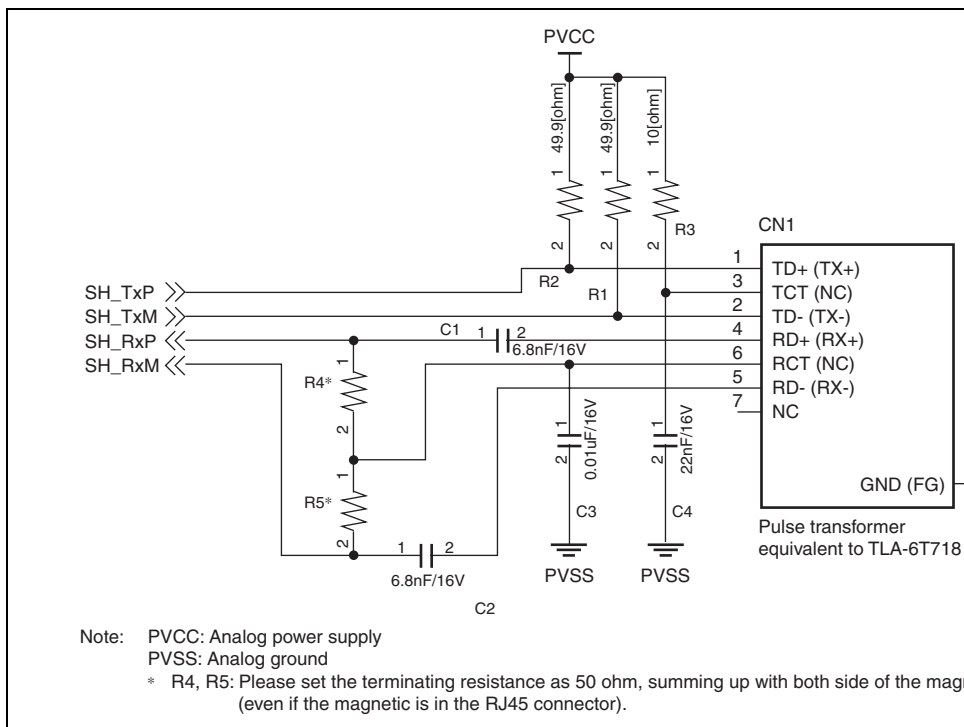 PVCC
49.9[ohm]
49.9[ohm]
10[ohm]
1
1
1
2
2
2
R3
R2
R1
CN1
SH_TxP
SH_TxM
SH_RxP
SH_RxM
1 TD+ (TX+)
3 TCT (NC)
2 TD- (TX-)
4 RD+ (RX+)
6 RCT (NC)
5 RD- (RX-)
7 NC
GND (FG)
C1 1 2
6.8nF/16V
1
R4*
2
1
R5*
2
1 2
6.8nF/16V
C2
1
2
0.01uF/16V
C3
PVSS
1
2
22nF/16V
C4
PVSS
Pulse transformer
equivalent to TLA-6T718
Note: PVCC: Analog power supply
PVSS: Analog ground
* R4, R5: Please set the terminating resistance as 50 ohm, summing up with both side of the
(even if the magnetic is in the RJ45 connector).